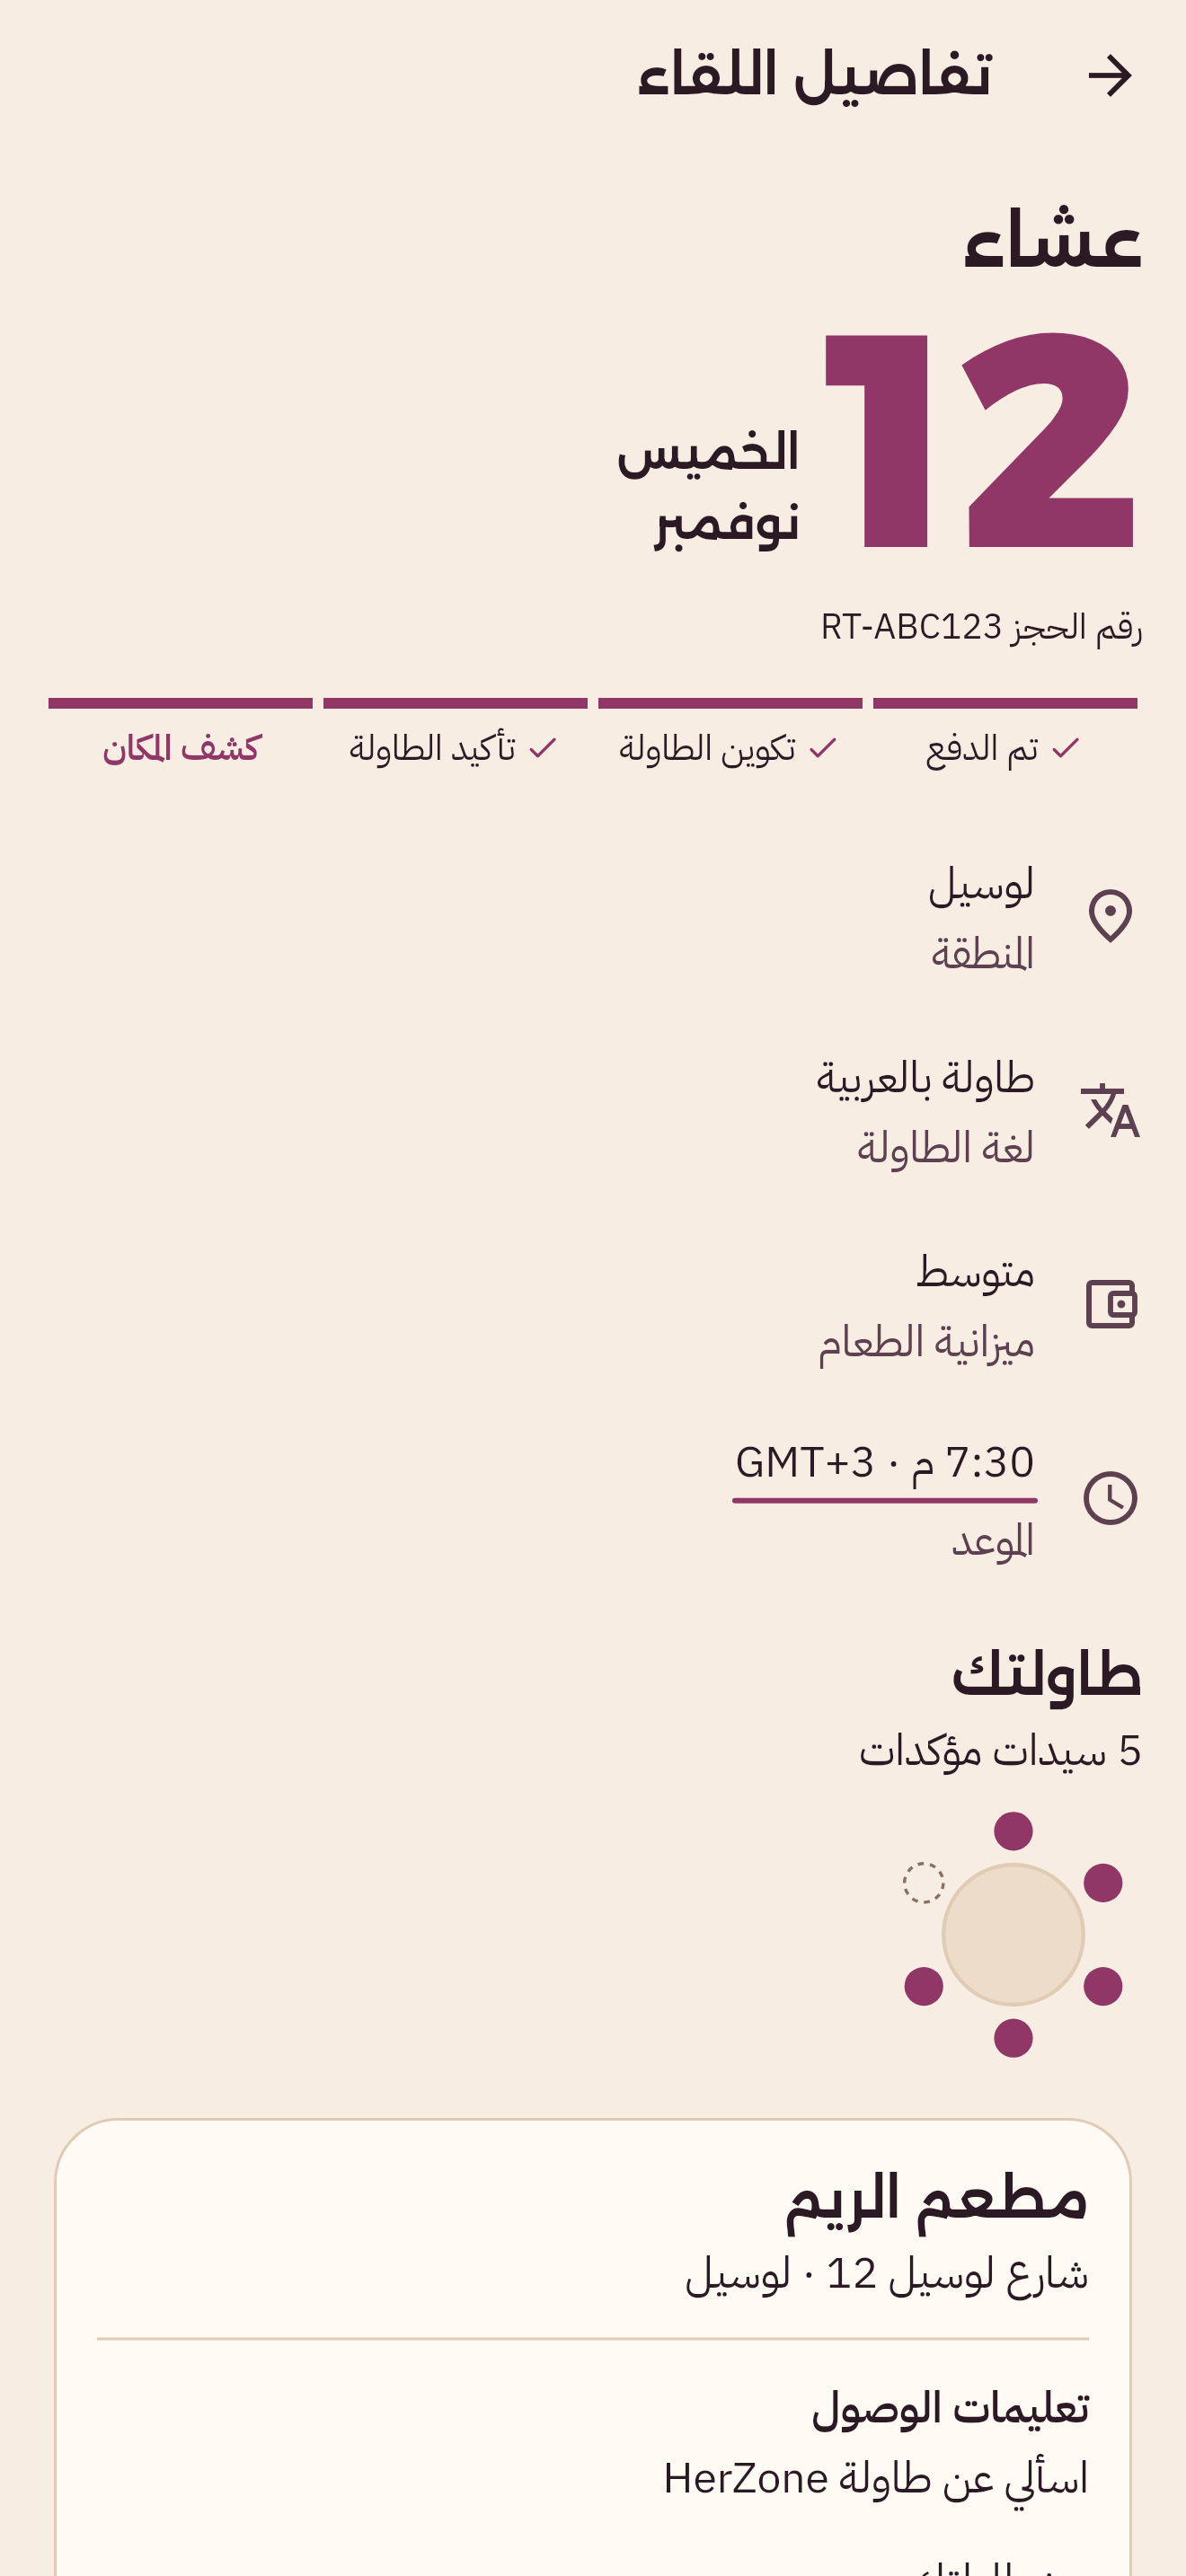 تفاصيل اللقاء
عشاء
12
الخميس
نوفمبر
رقم الحجز RT-ABC123
تم الدفع
تكوين الطاولة
تأكيد الطاولة
كشف المكان
لوسيل
المنطقة
طاولة بالعربية
لغة الطاولة
متوسط
ميزانية الطعام
7:30 م · GMT+3
الموعد
طاولتك
5 سيدات مؤكدات
مطعم الريم
شارع لوسيل 12 · لوسيل
تعليمات الوصول
اسألي عن طاولة HerZone